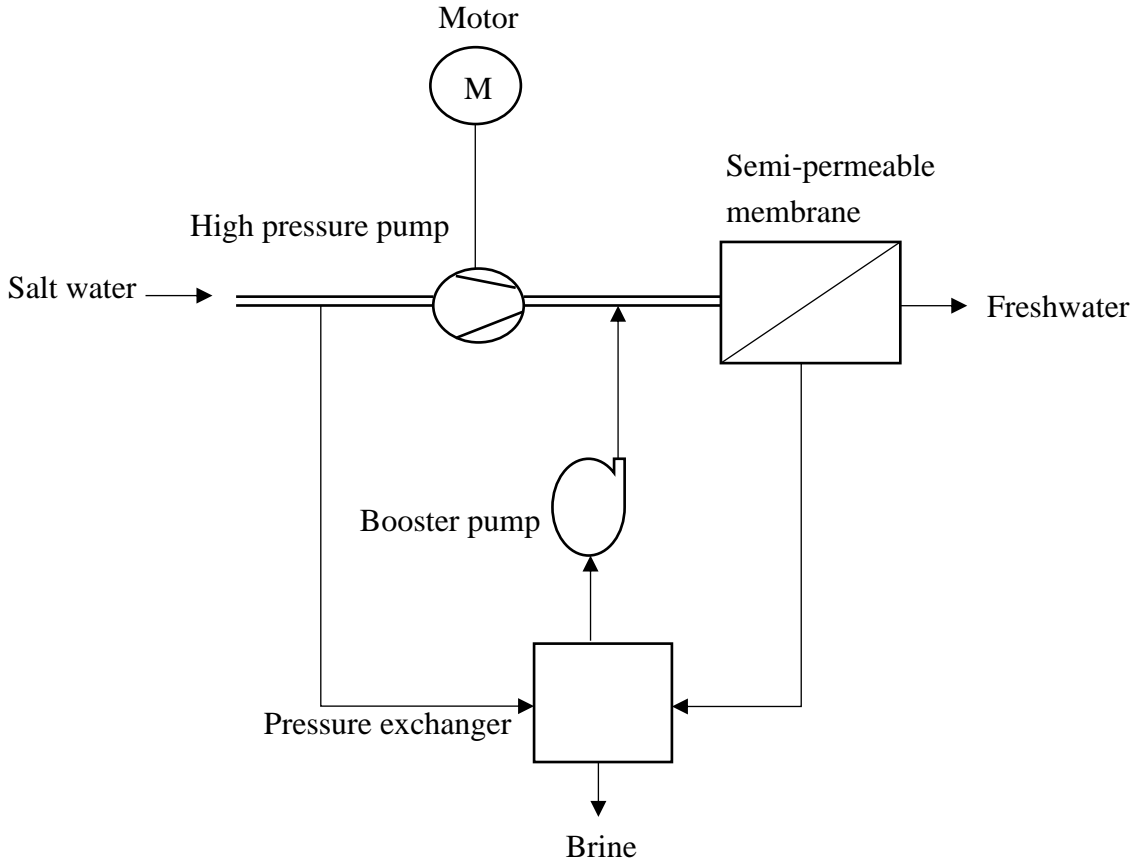 Motor
M
Semi-permeable
membrane
High pressure pump
Salt water
Freshwater
Booster pump
Pressure exchanger
Brine